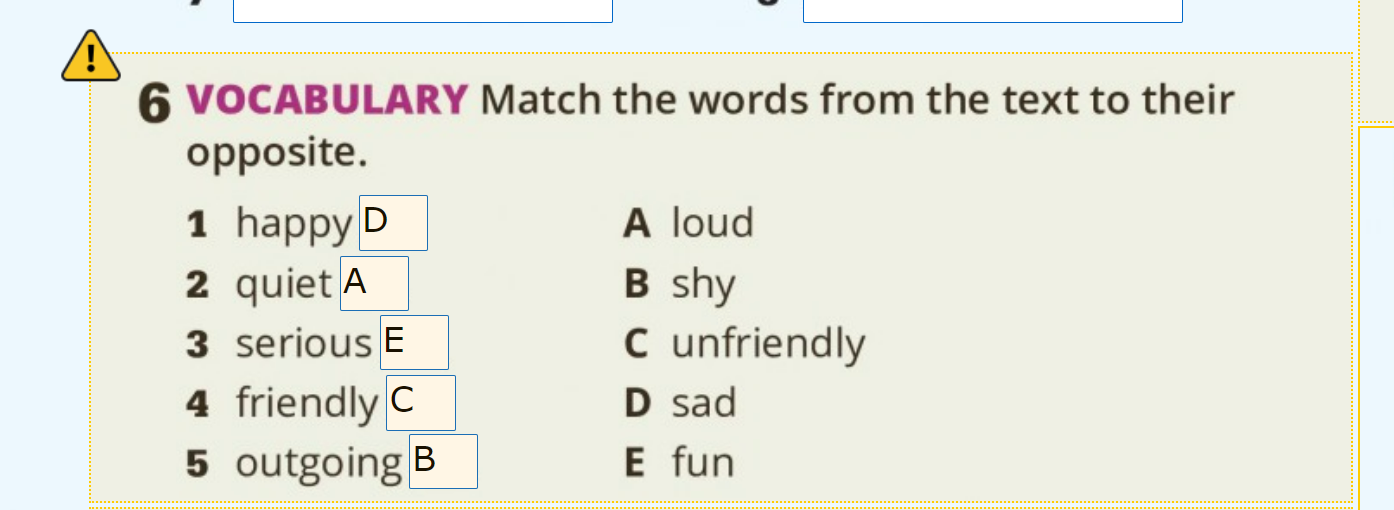 6 VOCABULARY Match the words from the text to their
opposite.
1 happy D A loud
2 quiet A B shy
3 serious E C unfriendly
4 friendly C D sad
5 outgoing B E fun